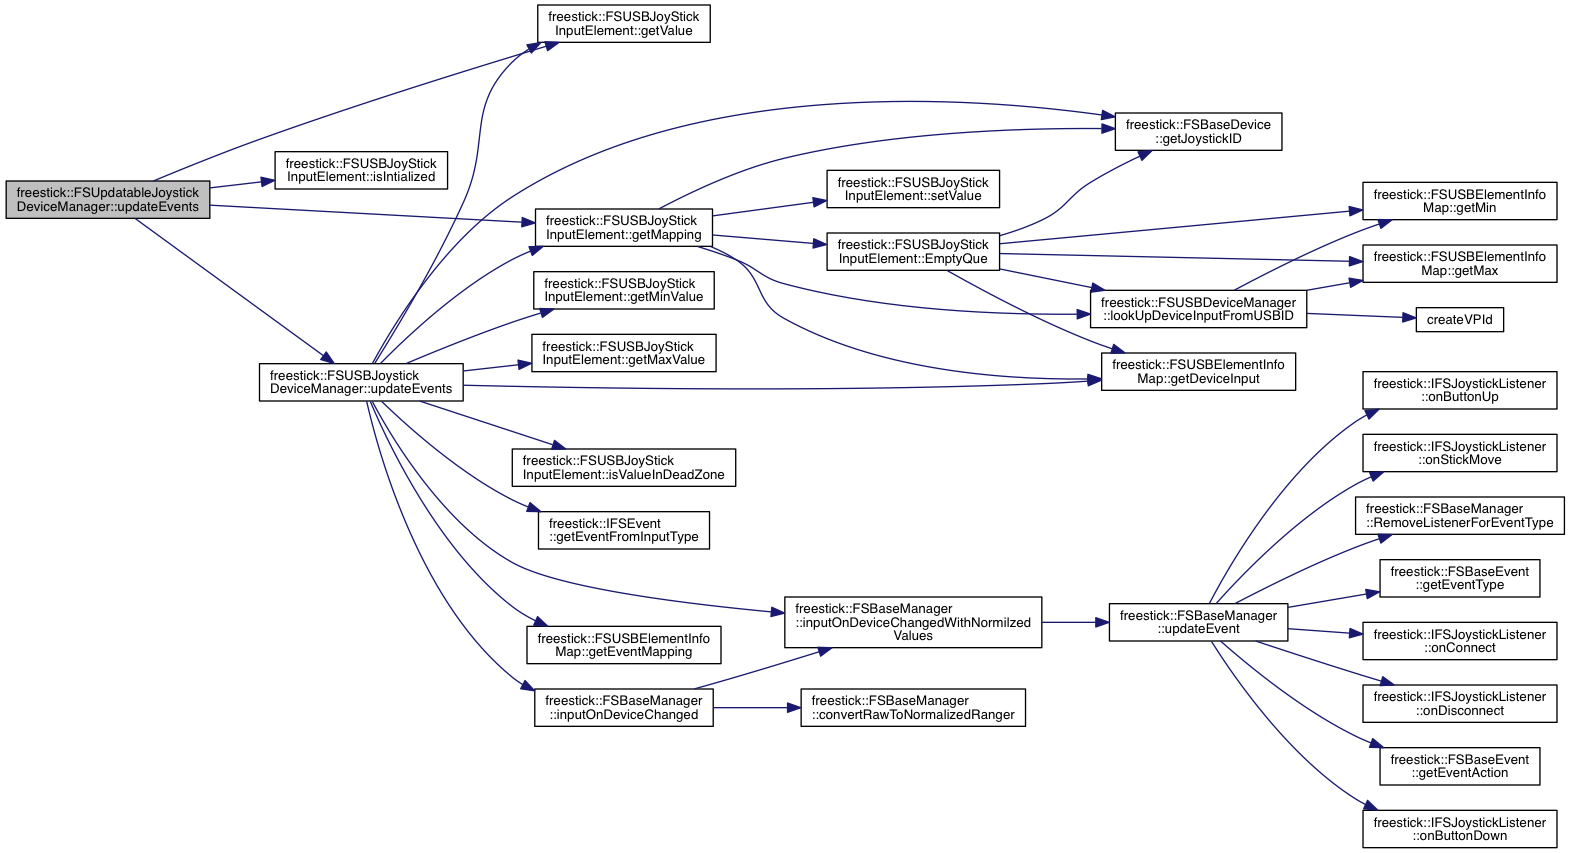 freestick::FSUpdatableJoystick
DeviceManager::updateEvents
freestick::FSUSBJoyStick
InputElement::getValue
freestick::FSUSBJoyStick
InputElement::isIntialized
freestick::FSUSBJoyStick
InputElement::getMapping
freestick::FSUSBJoyStick
InputElement::getMinValue
freestick::FSUSBJoyStick
InputElement::getMaxValue
freestick::FSUSBJoystick
DeviceManager::updateEvents
freestick::FSUSBJoyStick
InputElement::isValueInDeadZone
freestick::IFSEvent
::getEventFromInputType
freestick::FSUSBElementInfo
Map::getEventMapping
freestick::FSBaseManager
::inputOnDeviceChanged
freestick::FSBaseDevice
::getJoystickID
freestick::FSUSBJoyStick
InputElement::setValue
freestick::FSUSBJoyStick
InputElement::EmptyQue
freestick::FSUSBDeviceManager
::lookUpDeviceInputFromUSBID
freestick::FSUSBElementInfo
Map::getDeviceInput
freestick::FSUSBElementInfo
Map::getMin
freestick::FSUSBElementInfo
Map::getMax
createVPId
freestick::FSBaseManager
::inputOnDeviceChangedWithNormilzed
Values
freestick::FSBaseManager
::convertRawToNormalizedRanger
freestick::FSBaseManager
::updateEvent
freestick::IFSJoystickListener
::onButtonUp
freestick::IFSJoystickListener
::onStickMove
freestick::FSBaseManager
::RemoveListenerForEventType
freestick::FSBaseEvent
::getEventType
freestick::IFSJoystickListener
::onConnect
freestick::IFSJoystickListener
::onDisconnect
freestick::FSBaseEvent
::getEventAction
freestick::IFSJoystickListener
::onButtonDown